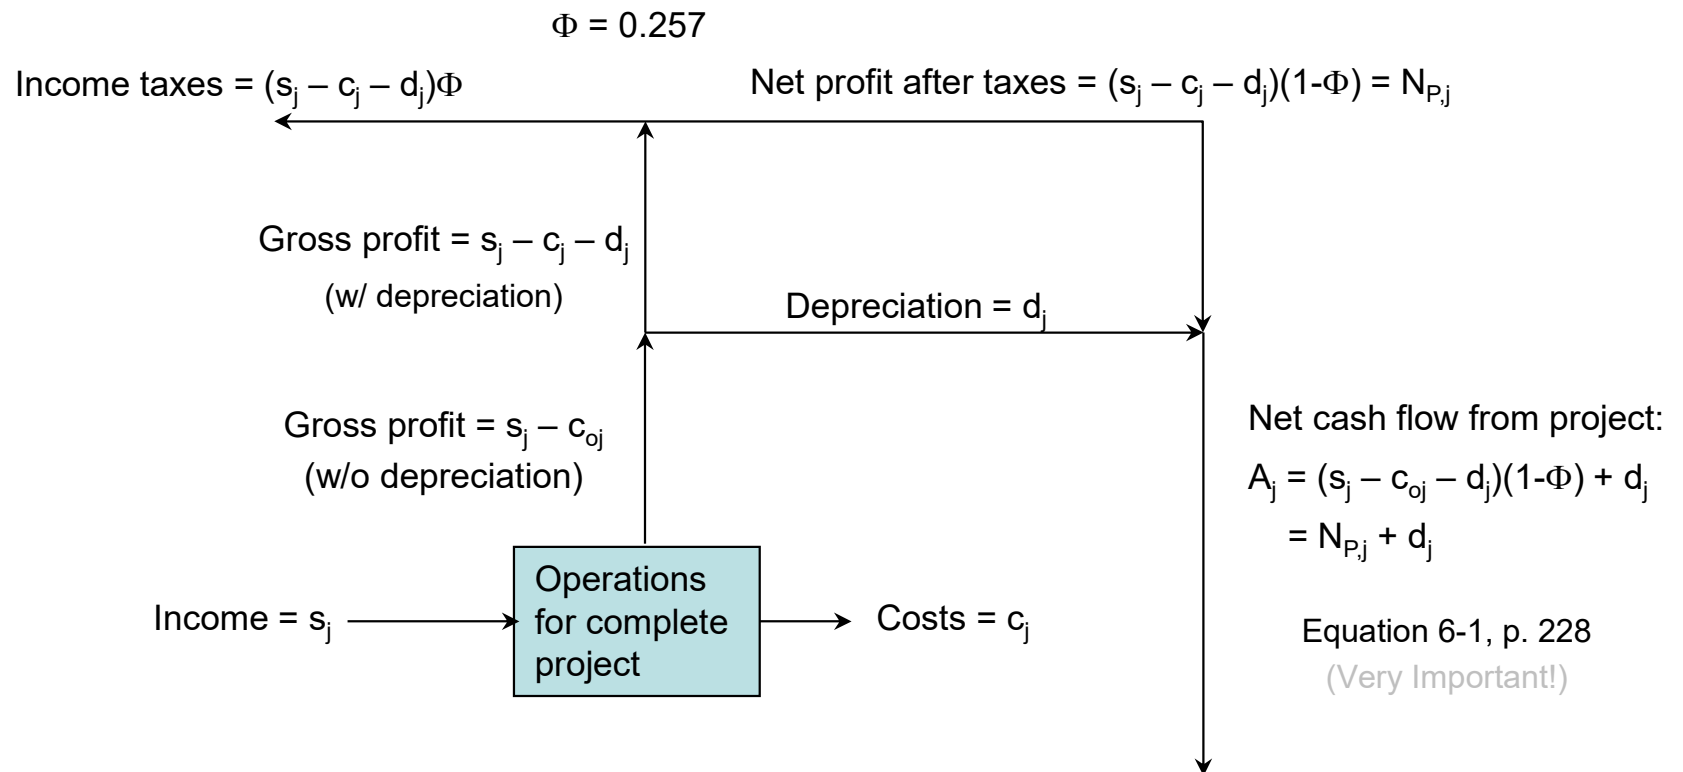 Φ = 0.257
Income taxes = (sj – cj – dj)Φ
Net profit after taxes = (sj – cj – dj)(1-Φ) = NP,j
Gross profit = sj – cj – dj
(w/ depreciation)
Depreciation = dj
Gross profit = sj – coj
(w/o depreciation)
Net cash flow from project:
Aj = (sj – coj – dj)(1-Φ) + dj
= NP,j + dj
Operations
for complete
project
Income = sj
Costs = cj
Equation 6-1, p. 228
(Very Important!)